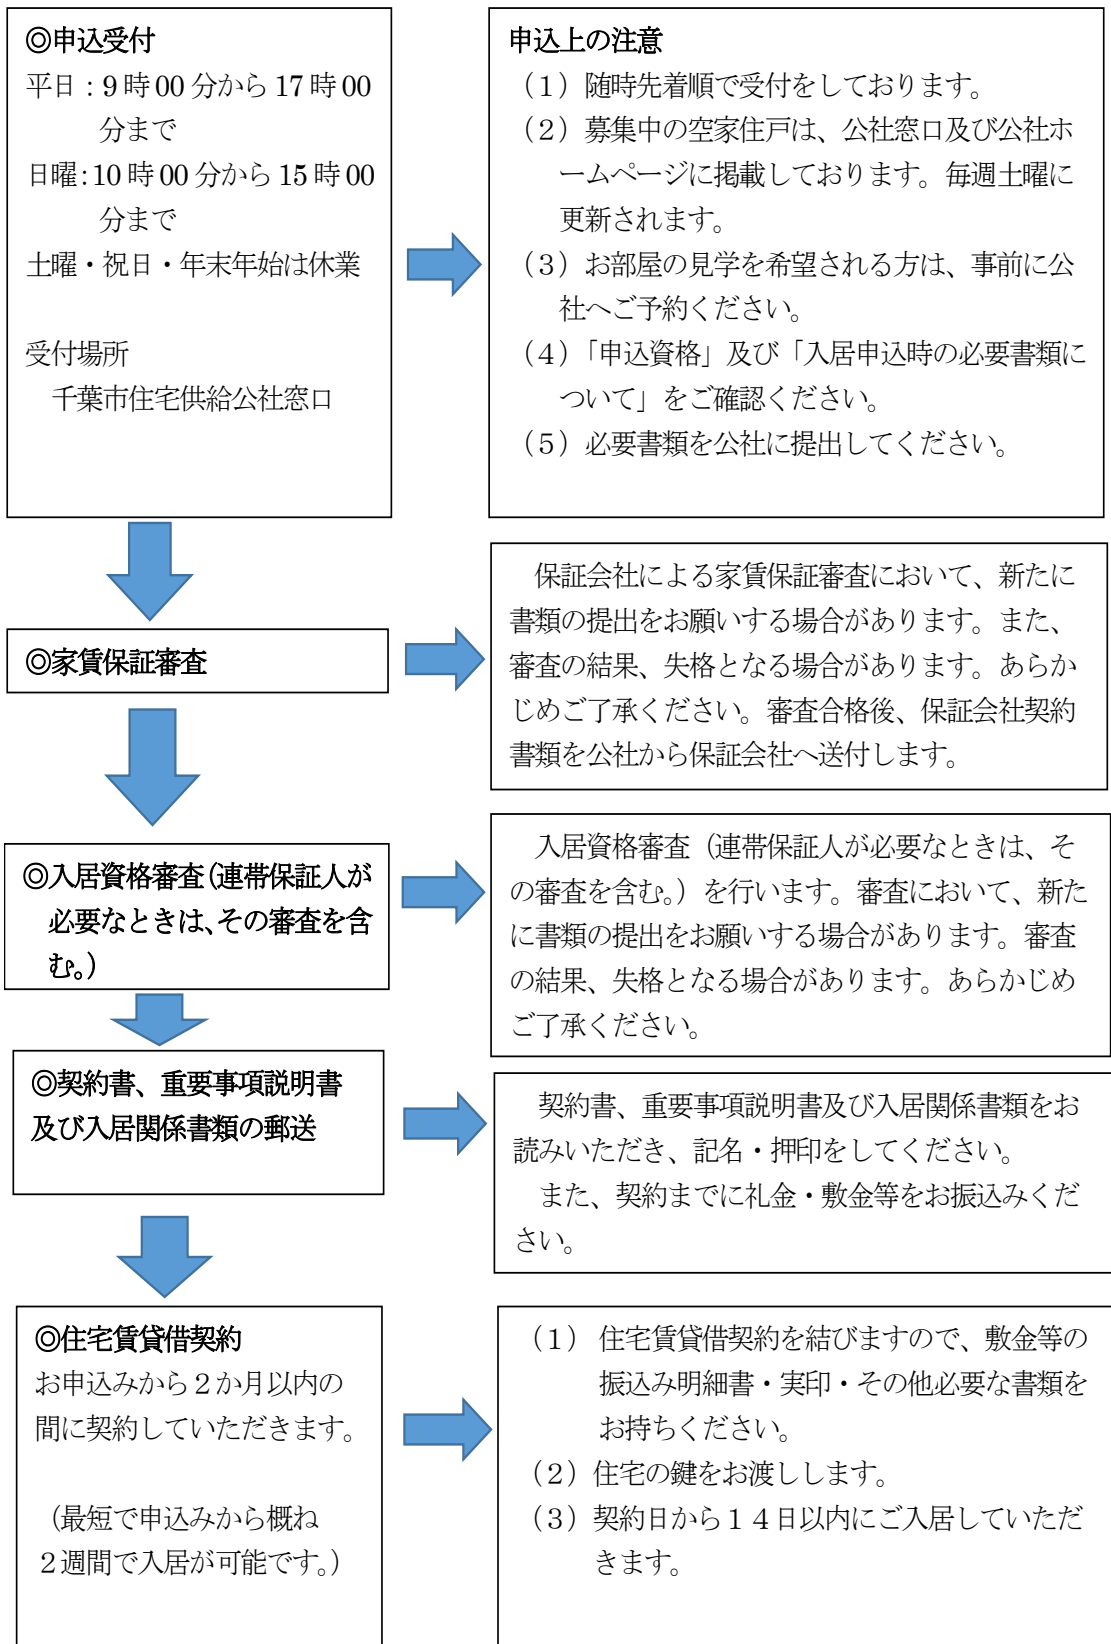 ◎申込受付
平日：9時00分から17時00
分まで
日曜：10時00分から15時00
分まで
土曜・祝日・年末年始は休業
受付場所
千葉市住宅供給公社窓口
申込上の注意
（１）随時先着順で受付をしております。
（２）募集中の空家住戸は、公社窓口及び公社ホ
ームページに掲載しております。毎週土曜に
更新されます。
（３）お部屋の見学を希望される方は、事前に公
社へご予約ください。
（４）「申込資格」及び「入居申込時の必要書類に
ついて」をご確認ください。
（５）必要書類を公社に提出してください。
◎家賃保証審査
保証会社による家賃保証審査において、新たに
書類の提出をお願いする場合があります。また、
審査の結果、失格となる場合があります。あらか
じめご了承ください。審査合格後、保証会社契約
書類を公社から保証会社へ送付します。
◎入居資格審査（連帯保証人が
必要なときは、その審査を含
む。）
入居資格審査（連帯保証人が必要なときは、そ
の審査を含む。）を行います。審査において、新た
に書類の提出をお願いする場合があります。審査
の結果、失格となる場合があります。あらかじめ
ご了承ください。
◎契約書、重要事項説明書
及び入居関係書類の郵送
契約書、重要事項説明書及び入居関係書類をお
読みいただき、記名・押印をしてください。
また、契約までに礼金・敷金等をお振込みくだ
さい。
◎住宅賃貸借契約
お申込みから２か月以内の
間に契約していただきます。
（最短で申込みから概ね
２週間で入居が可能です。）
（１）住宅賃貸借契約を結びますので、敷金等の
振込み明細書・実印・その他必要な書類を
お持ちください。
（２）住宅の鍵をお渡しします。
（３）契約日から１４日以内にご入居していただ
きます。